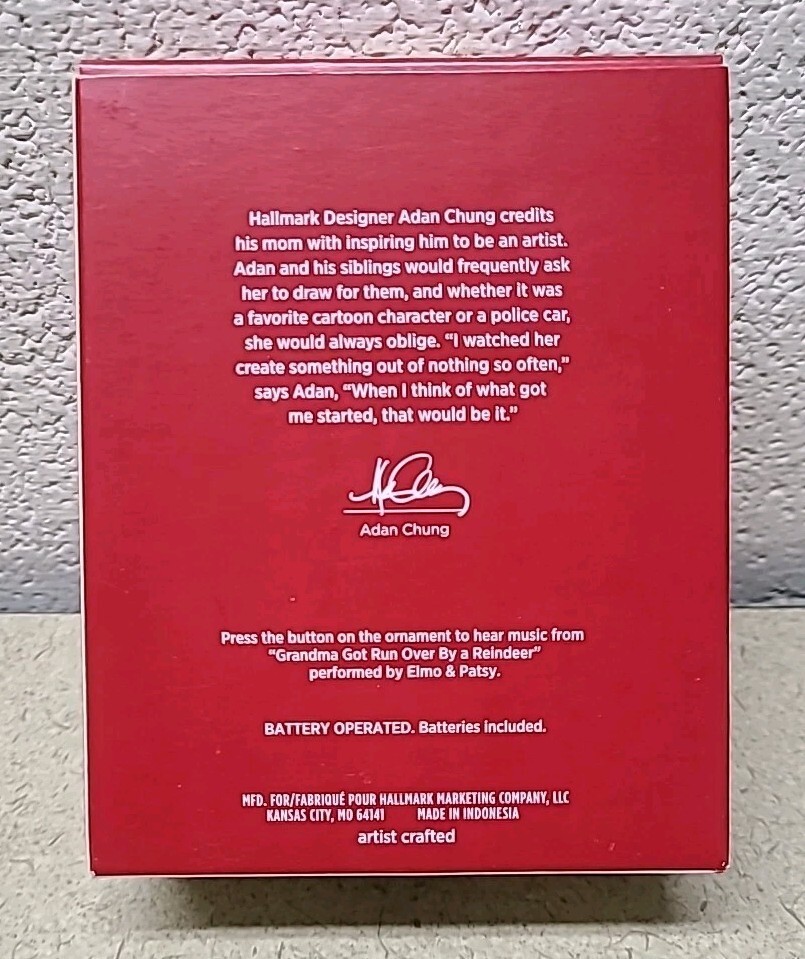 Hallmark Designer Adan Chung credits
his mom with inspiring him to be an artist.
Adan and his siblings would frequently ask
her to draw for them, and whether it was
a favorite cartoon character or a police car,
she would always oblige. “I watched her
create something out of nothing so often,”
says Adan, “When I think of what got
me started, that would be it.”
Adan Chung
Press the button on the ornament to hear music from
“Grandma Got Run Over By a Reindeer”
performed by Elmo & Patsy.
BATTERY OPERATED. Batteries included.
MFD. FOR/FABRIQUÉ POUR HALLMARK MARKETING COMPANY, LLC
KANSAS CITY, MO 64141 MADE IN INDONESIA
artist crafted